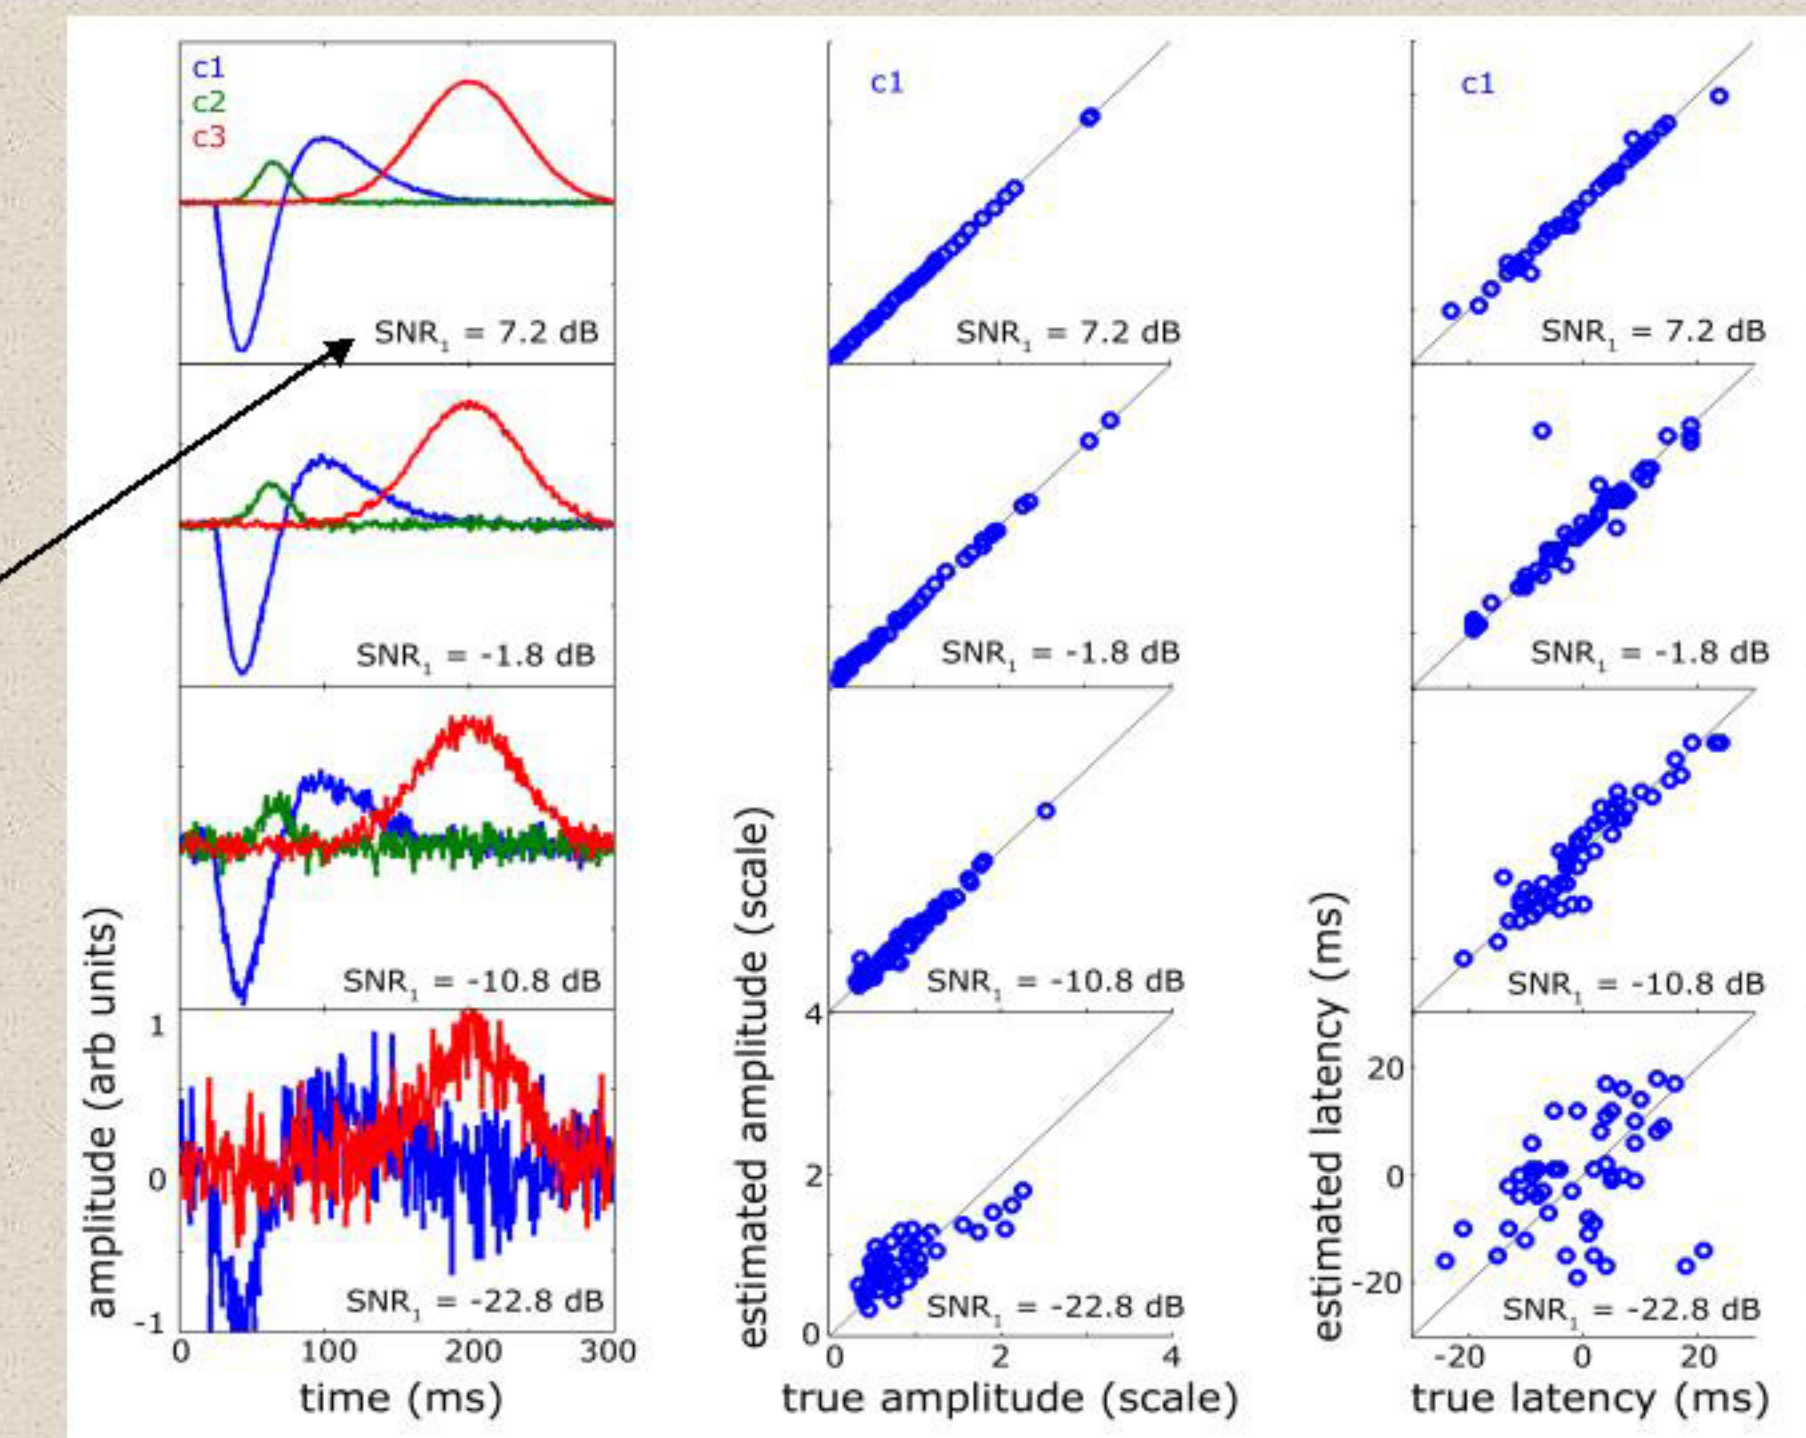 c1
c2
c3
SNR₁ = 7.2 dB
c1
SNR₁ = 7.2 dB
c1
SNR₁ = 7.2 dB
SNR₁ = -1.8 dB
SNR₁ = -1.8 dB
SNR₁ = -1.8 dB
SNR₁ = -10.8 dB
SNR₁ = -10.8 dB
SNR₁ = -10.8 dB
amplitude (arb units)
1
0
-1
SNR₁ = -22.8 dB
0 100 200 300
time (ms)
estimated amplitude (scale)
4
2
0
SNR₁ = -22.8 dB
0 2 4
true amplitude (scale)
estimated latency (ms)
20
0
-20
SNR₁ = -22.8 dB
-20 0 20
true latency (ms)